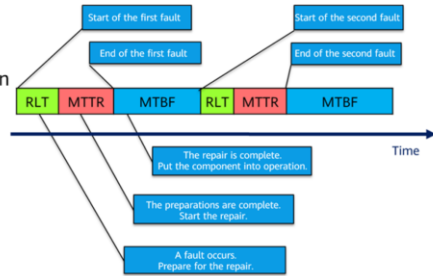 Start of the first fault
Start of the second fault
End of the first fault
End of the second fault
n
RLT MTTR MTBF RLT MTTR MTBF
Time
The repair is complete.
Put the component into operation.
The preparations are complete.
Start the repair.
A fault occurs.
Prepare for the repair.